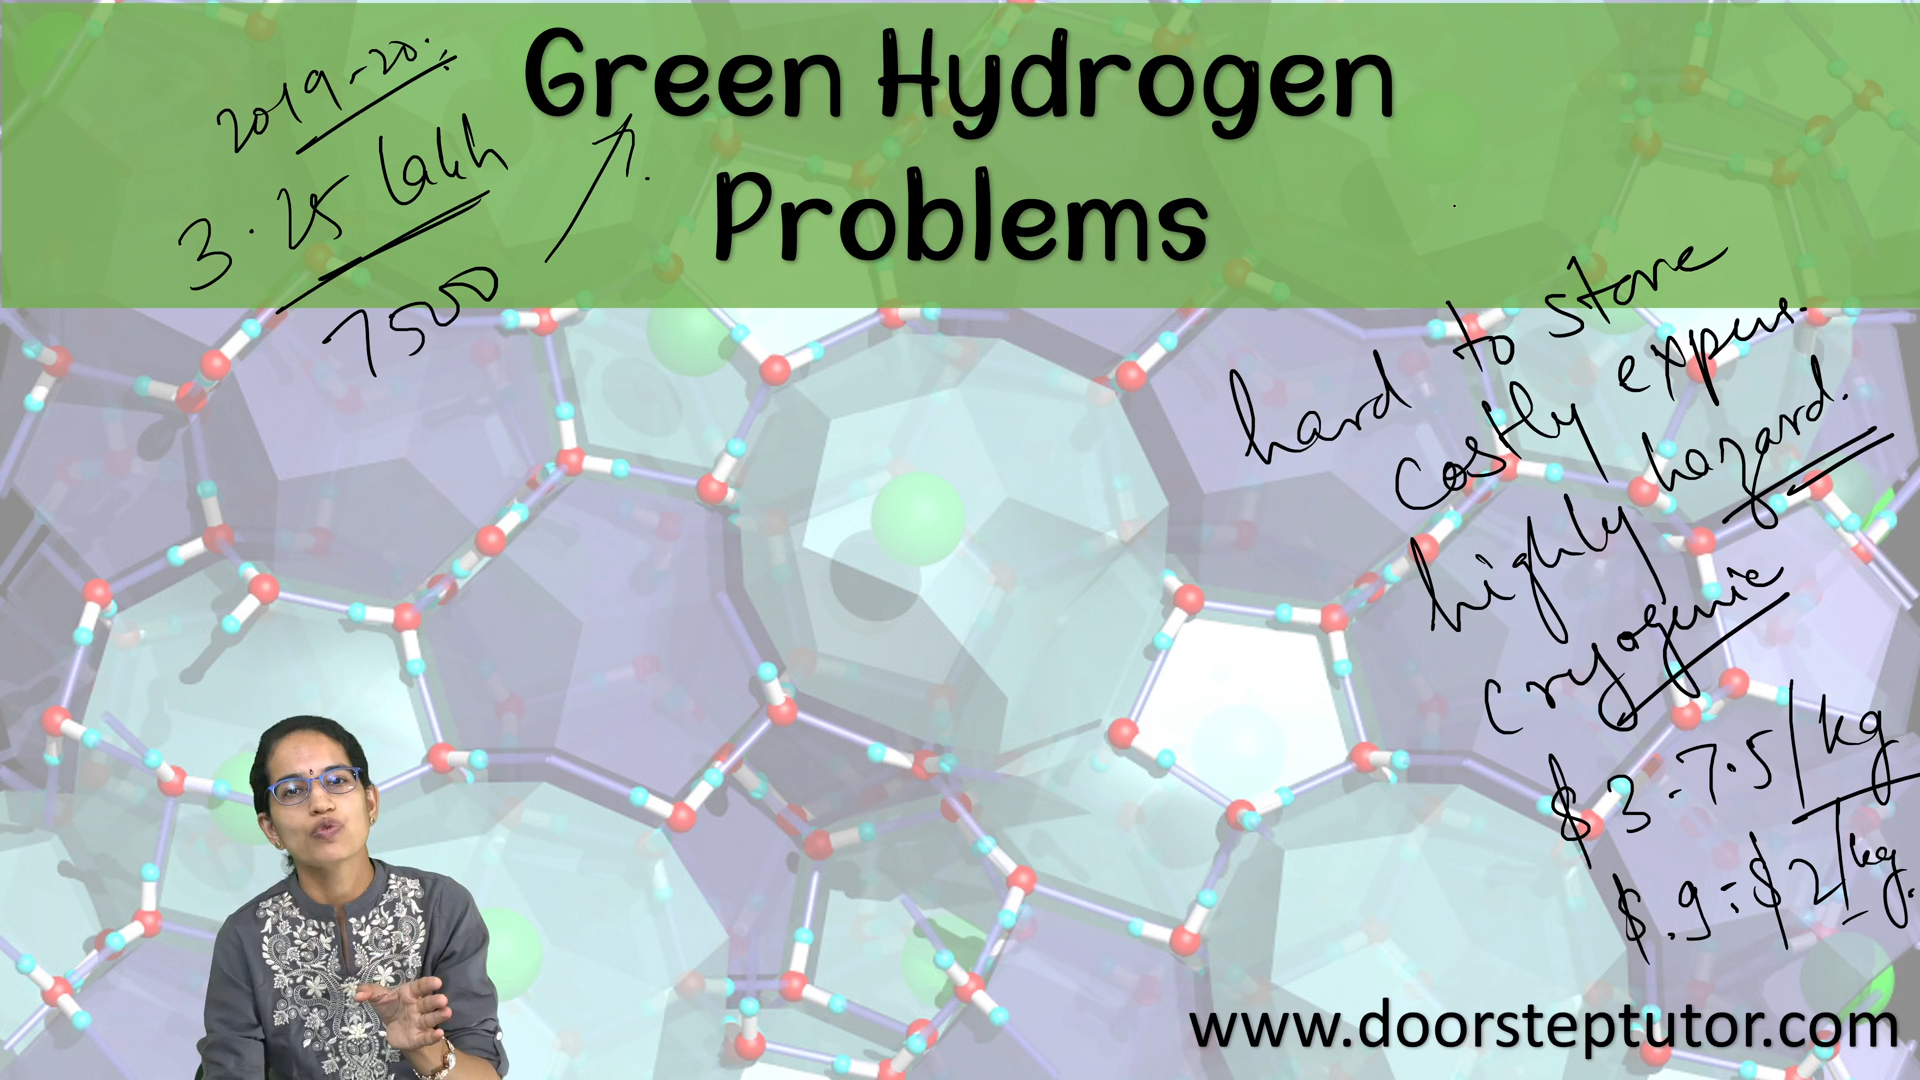 Green Hydrogen
Problems
2019-20
3.25 lakh
7500
hard to store
costly expens.
highly hazard.
cryogenic
$ 3-7.5/kg
$ .9 - $ 2/kg.
www.doorsteptutor.com